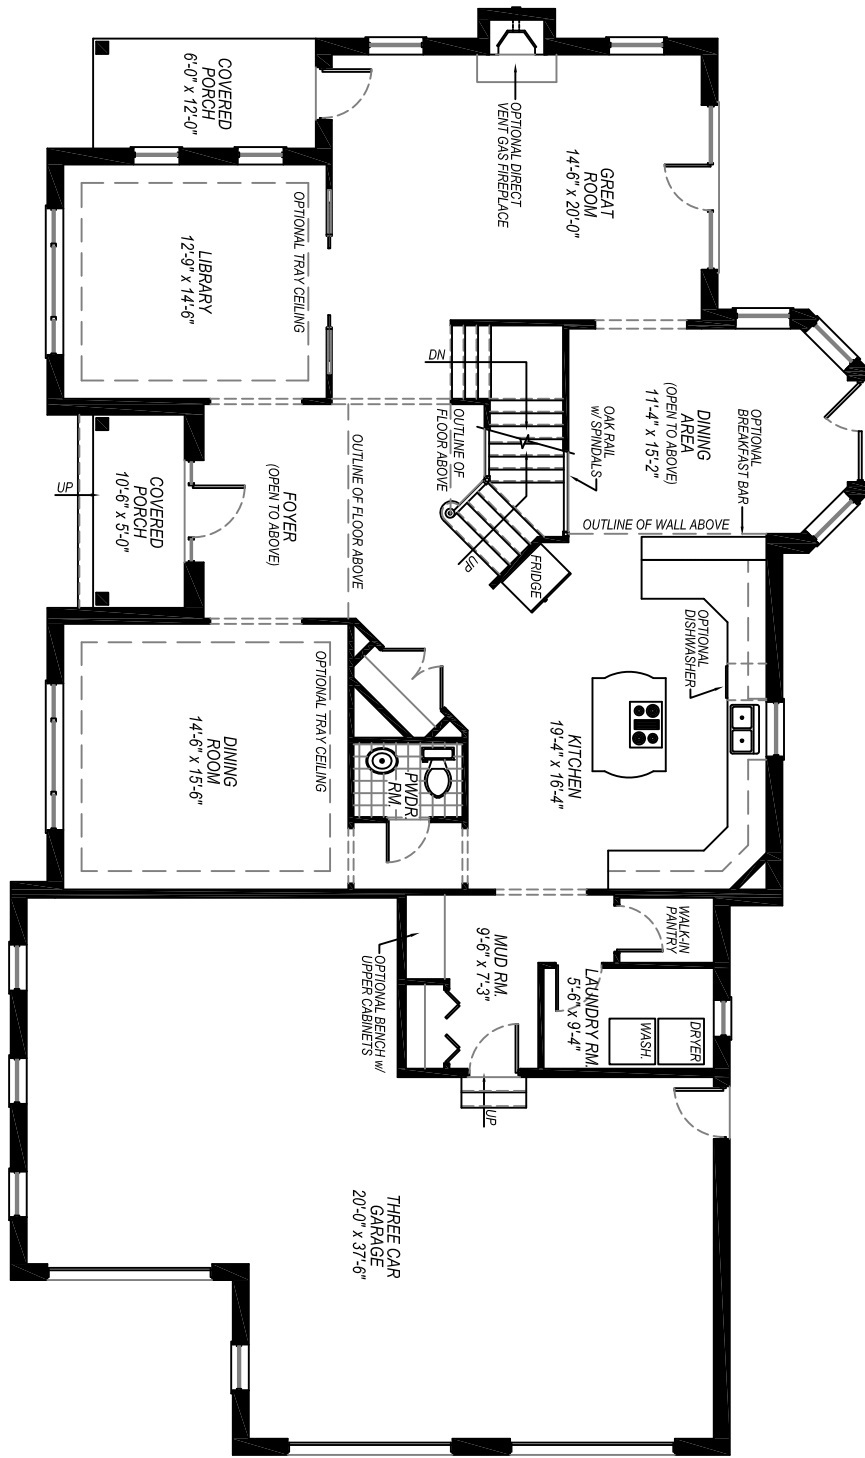 COVERED
PORCH
6'-0" x 12'-0"
OPTIONAL DIRECT
VENT GAS FIREPLACE
GREAT
ROOM
14'-6" x 20'-0"
OPTIONAL TRAY CEILING
LIBRARY
12'-9" x 14'-6"
DN
OUTLINE OF
FLOOR ABOVE
OAK RAIL
w/ SPINDALS
DINING
AREA
(OPEN TO ABOVE)
11'-4" x 15'-2"
OPTIONAL
BREAKFAST BAR
OUTLINE OF WALL ABOVE
OUTLINE OF FLOOR ABOVE
FOYER
(OPEN TO ABOVE)
UP
COVERED
PORCH
10'-6" x 5'-0"
UP
FRIDGE
OPTIONAL
DISHWASHER
OPTIONAL TRAY CEILING
DINING
ROOM
14'-6" x 15'-6"
KITCHEN
19'-4" x 16'-4"
PWDR
RM.
WALK-IN
PANTRY
MUD RM.
9'-6" x 7'-3"
LAUNDRY RM.
5'-6" x 9'-4"
WASH.
DRYER
OPTIONAL BENCH w/
UPPER CABINETS
UP
THREE CAR
GARAGE
20'-0" x 37'-6"